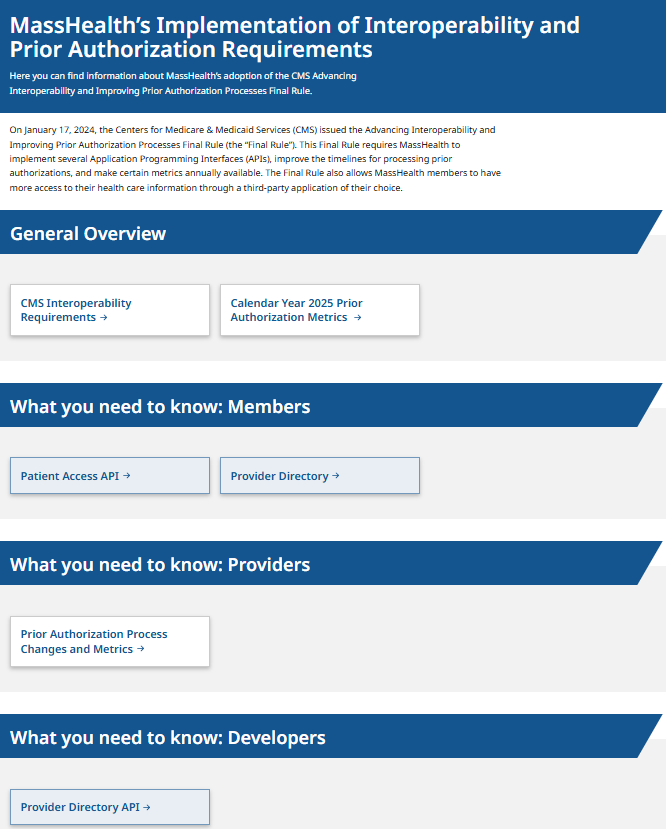 MassHealth’s Implementation of Interoperability and
Prior Authorization Requirements
Here you can find information about MassHealth’s adoption of the CMS Advancing
Interoperability and Improving Prior Authorization Processes Final Rule.
On January 17, 2024, the Centers for Medicare & Medicaid Services (CMS) issued the Advancing Interoperability and
Improving Prior Authorization Processes Final Rule (the “Final Rule”). This Final Rule requires MassHealth to
implement several Application Programming Interfaces (APIs), improve the timelines for processing prior
authorizations, and make certain metrics annually available. The Final Rule also allows MassHealth members to have
more access to their health care information through a third-party application of their choice.
General Overview
CMS Interoperability
Requirements →
Calendar Year 2025 Prior
Authorization Metrics →
What you need to know: Members
Patient Access API →
Provider Directory →
What you need to know: Providers
Prior Authorization Process
Changes and Metrics →
What you need to know: Developers
Provider Directory API →